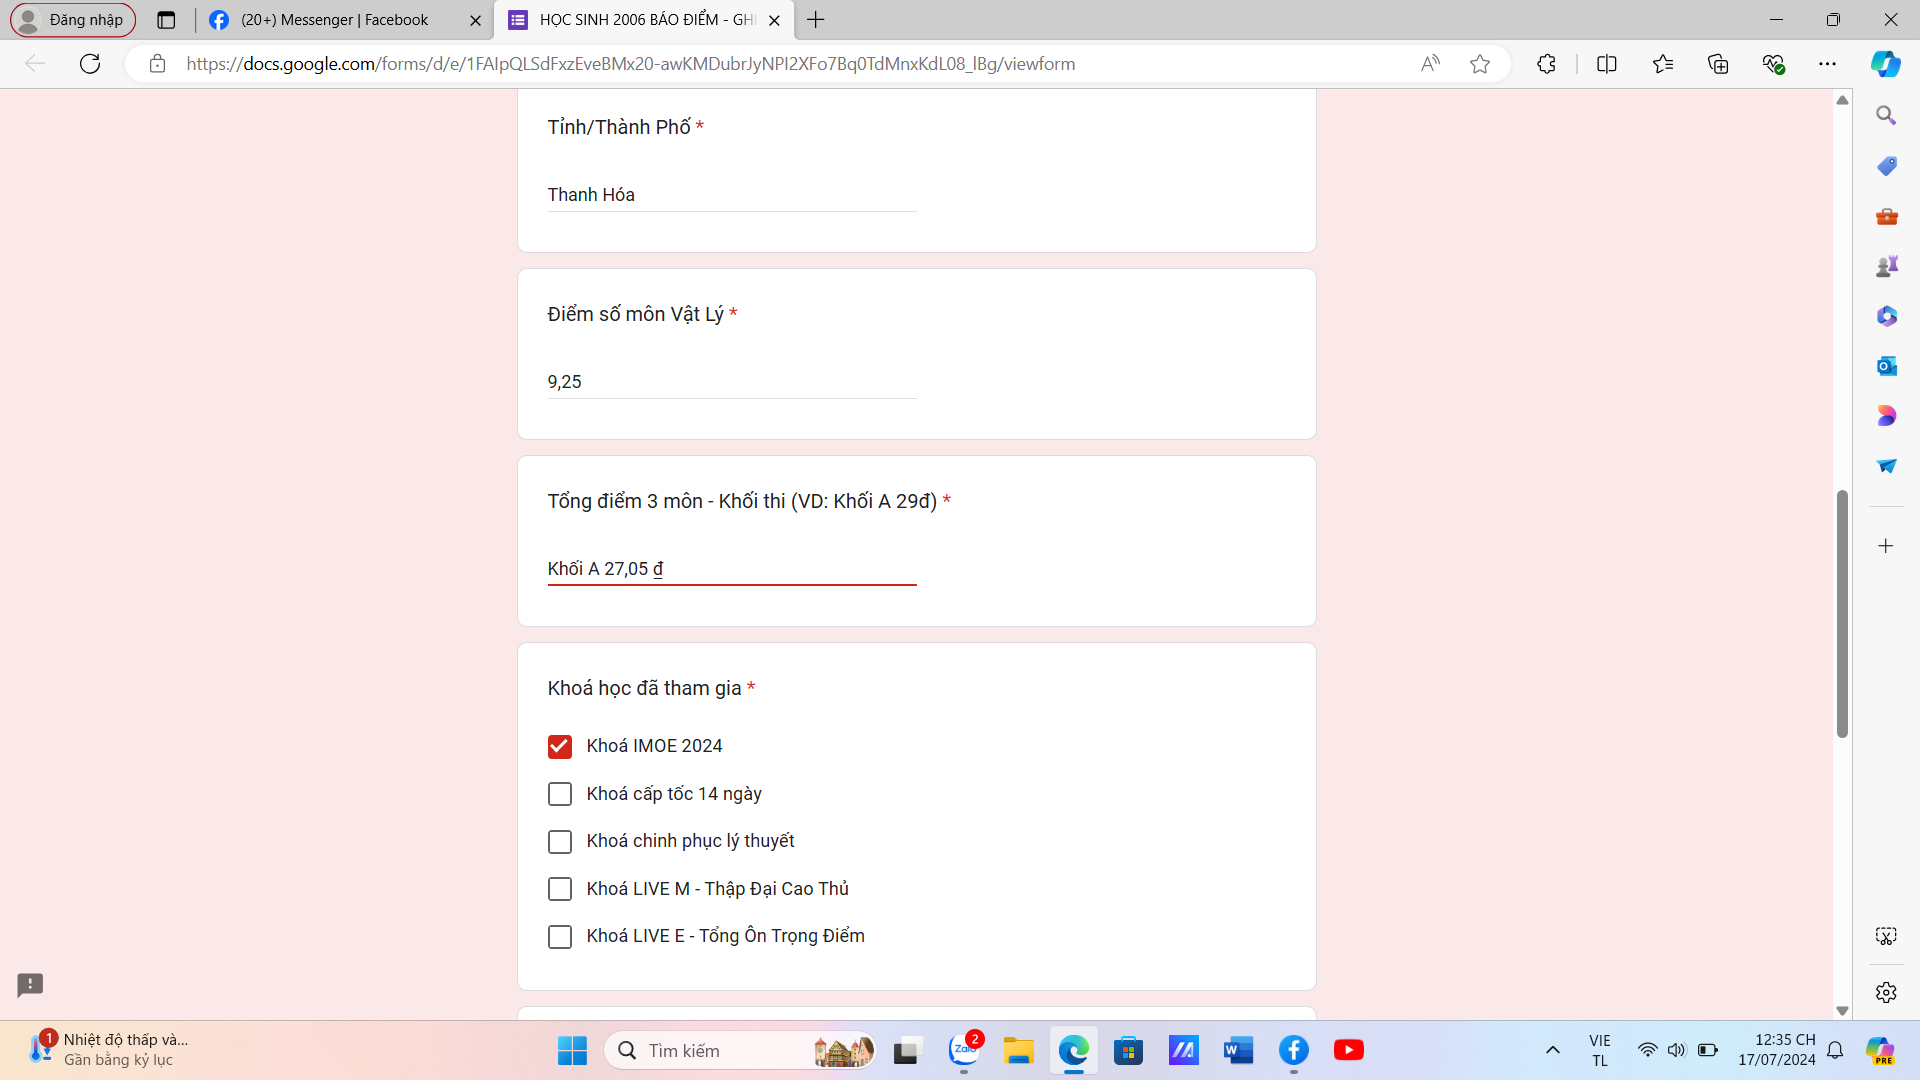 Đăng nhập
(20+) Messenger | Facebook
HỌC SINH 2006 BÁO ĐIỂM - GHI
https://docs.google.com/forms/d/e/1FAIpQLSdFxzEveBMx20-awKMDubrJyNPI2XFo7Bq0TdMnxKdL08_lBg/viewform
Tỉnh/Thành Phố *
Thanh Hóa
Điểm số môn Vật Lý *
9,25
Tổng điểm 3 môn - Khối thi (VD: Khối A 29đ) *
Khối A 27,05 ₫
Khoá học đã tham gia *
Khoá IMOE 2024
Khoá cấp tốc 14 ngày
Khoá chinh phục lý thuyết
Khoá LIVE M - Thập Đại Cao Thủ
Khoá LIVE E - Tổng Ôn Trọng Điểm
1
Nhiệt độ thấp và...
Gần bằng kỷ lục
Tìm kiếm
Zalo
2
W
VIE
TL
12:35 CH
17/07/2024
PRE